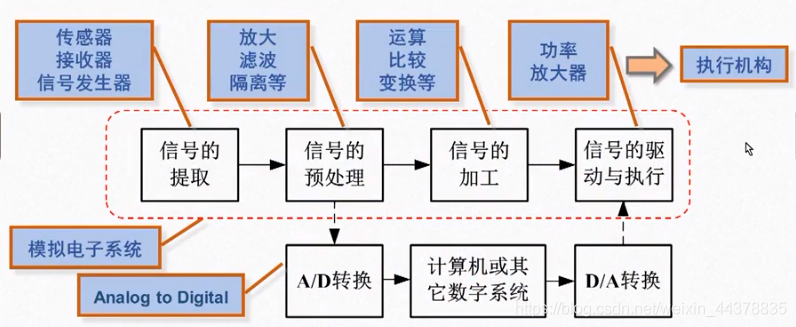 传感器
接收器
信号发生器
放大
滤波
隔离等
运算
比较
变换等
功率
放大器
执行机构
信号的
提取
信号的
预处理
信号的
加工
信号的驱
动与执行
模拟电子系统
Analog to Digital
A/D转换
计算机或其
它数字系统
D/A转换
https://blog.csdn.net/weixin_44378835